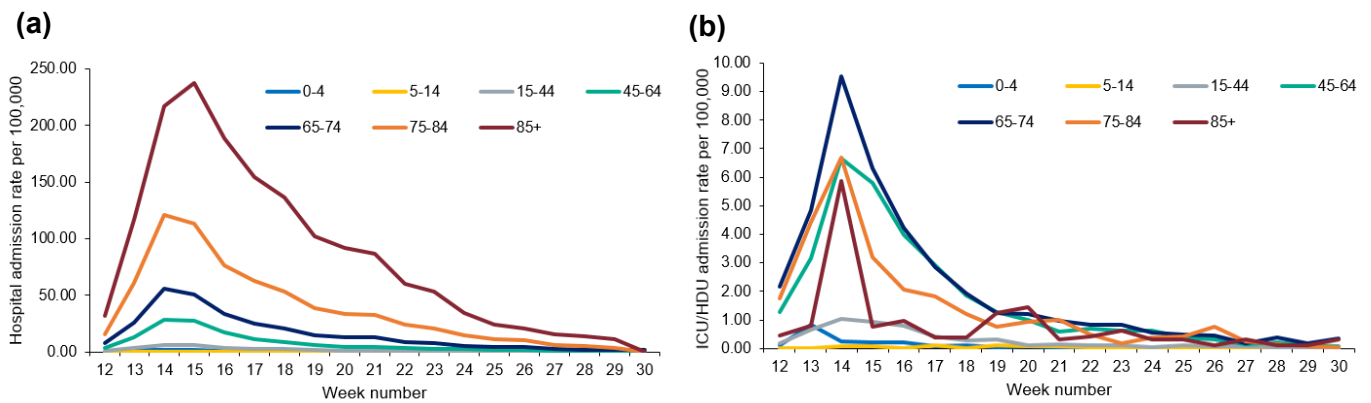 (a)
Hospital admission rate per 100,000
250.00
200.00
150.00
100.00
50.00
0.00
0-4 5-14 15-44 45-64
65-74 75-84 85+
12 13 14 15 16 17 18 19 20 21 22 23 24 25 26 27 28 29 30
Week number
(b)
ICU/HDU admission rate per 100,000
10.00
9.00
8.00
7.00
6.00
5.00
4.00
3.00
2.00
1.00
0.00
0-4 5-14 15-44 45-64
65-74 75-84 85+
12 13 14 15 16 17 18 19 20 21 22 23 24 25 26 27 28 29 30
Week number